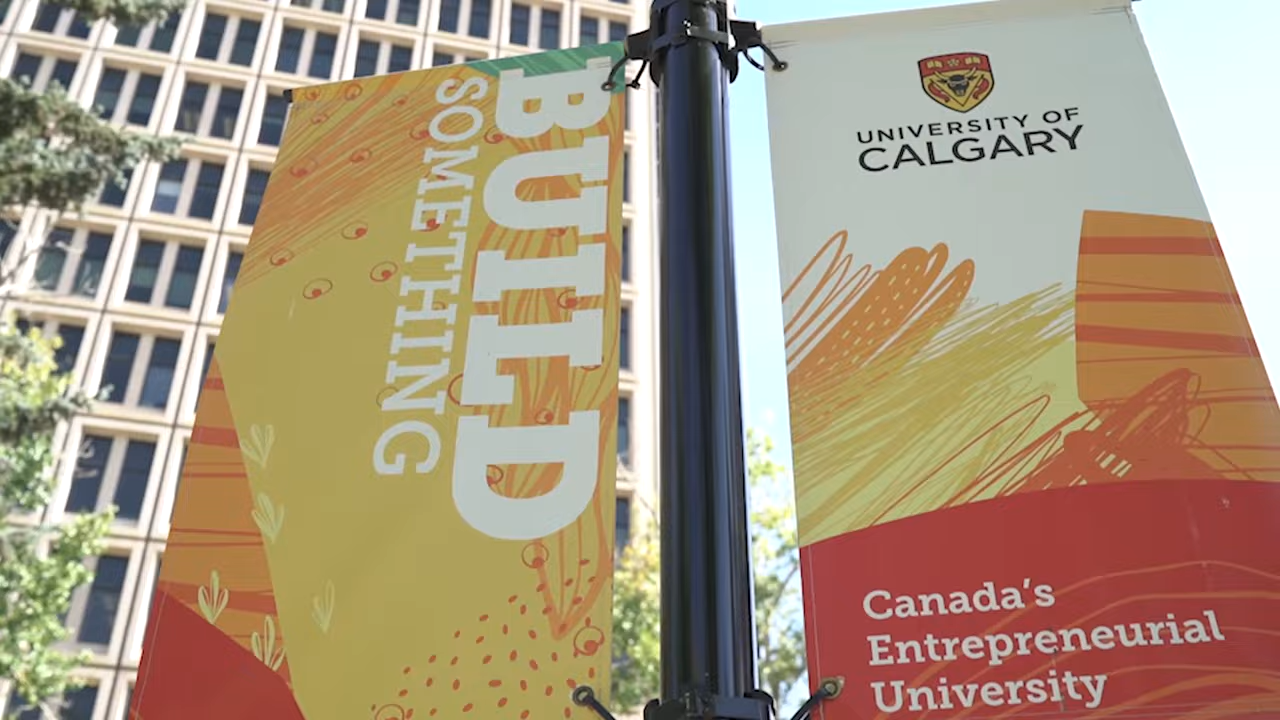 BUILD
SOMETHING
UNIVERSITY OF
CALGARY
Canada's
Entrepreneurial
University